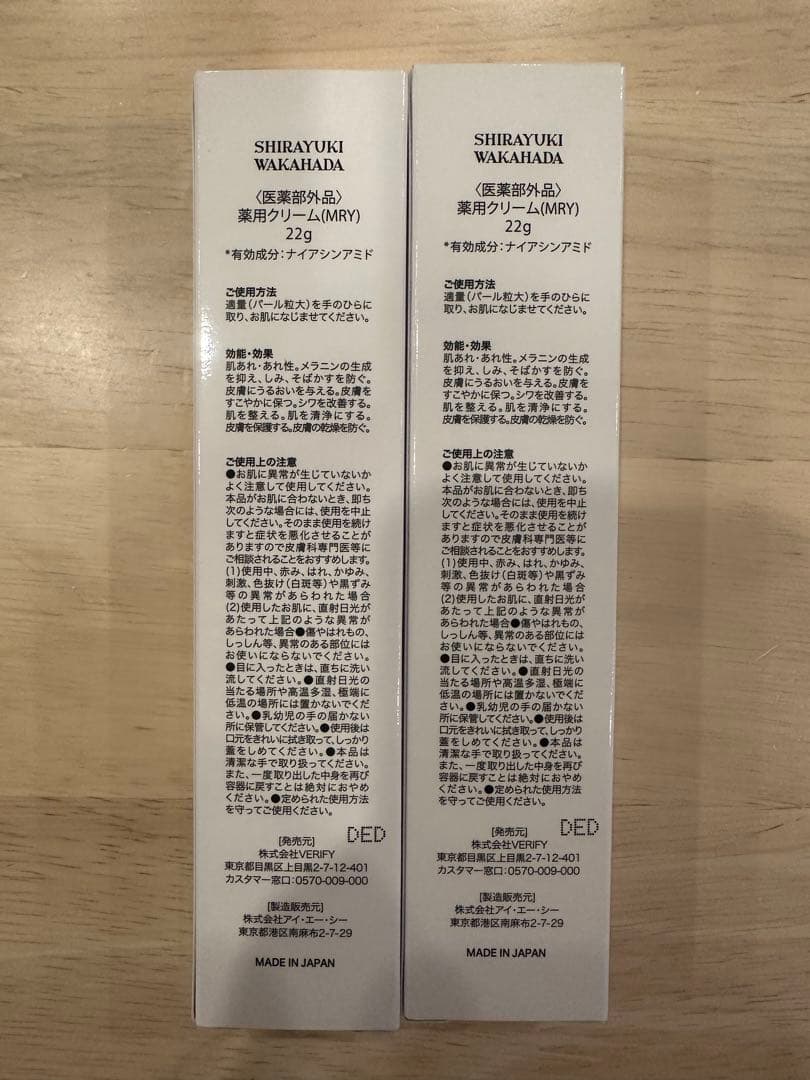 SHIRAYUKI
WAKAHADA
〈医薬部外品〉
薬用クリーム(MRY)
22g
*有効成分:ナイアシンアミド
ご使用方法
適量(パール粒大)を手のひらに
取り、お肌になじませてください。
効能・効果
肌あれ・あれ性。メラニンの生成
を抑え、しみ、そばかすを防ぐ。
皮膚にうるおいを与える。皮膚を
すこやかに保つ。シワを改善する。
肌を整える。肌を清浄にする。
皮膚を保護する。皮膚の乾燥を防ぐ。
ご使用上の注意
●お肌に異常が生じていないか
よく注意して使用してください。
本品がお肌に合わないとき、即ち
次のような場合には、使用を中止
してください。そのまま使用を続け
ますと症状を悪化させることが
ありますので皮膚科専門医等に
ご相談されることをおすすめします。
(1)使用中、赤み、はれ、かゆみ、
刺激、色抜け(白斑等)や黒ずみ
等の異常があらわれた場合
(2)使用したお肌に、直射日光が
あたって上記のような異常が
あらわれた場合●傷やはれもの、
しっしん等、異常のある部位には
お使いにならないでください。
●目に入ったときは、直ちに洗い
流してください。●直射日光の
当たる場所や高温多湿、極端に
低温の場所には置かないでくだ
さい。●乳幼児の手の届かない
所に保管してください。●使用後は
口元をきれいに拭き取って、しっかり
蓋をしめてください。●本品は
清潔な手で取り扱ってください。
また、一度取り出した中身を再び
容器に戻すことは絶対におやめ
ください。●定められた使用方法
を守ってご使用ください。
DED
[発売元]
株式会社VERIFY
東京都目黒区上目黒2-7-12-401
カスタマー窓口:0570-009-000
[製造販売元]
株式会社アイ・エー・シー
東京都港区南麻布2-7-29
MADE IN JAPAN
SHIRAYUKI
WAKAHADA
〈医薬部外品〉
薬用クリーム(MRY)
22g
*有効成分:ナイアシンアミド
ご使用方法
適量(パール粒大)を手のひらに
取り、お肌になじませてください。
効能・効果
肌あれ・あれ性。メラニンの生成
を抑え、しみ、そばかすを防ぐ。
皮膚にうるおいを与える。皮膚を
すこやかに保つ。シワを改善する。
肌を整える。肌を清浄にする。
皮膚を保護する。皮膚の乾燥を防ぐ。
ご使用上の注意
●お肌に異常が生じていないか
よく注意して使用してください。
本品がお肌に合わないとき、即ち
次のような場合には、使用を中止
してください。そのまま使用を続け
ますと症状を悪化させることが
ありますので皮膚科専門医等に
ご相談されることをおすすめします。
(1)使用中、赤み、はれ、かゆみ、
刺激、色抜け(白斑等)や黒ずみ
等の異常があらわれた場合
(2)使用したお肌に、直射日光が
あたって上記のような異常が
あらわれた場合●傷やはれもの、
しっしん等、異常のある部位には
お使いにならないでください。
●目に入ったときは、直ちに洗い
流してください。●直射日光の
当たる場所や高温多湿、極端に
低温の場所には置かないでくだ
さい。●乳幼児の手の届かない
所に保管してください。●使用後は
口元をきれいに拭き取って、しっかり
蓋をしめてください。●本品は
清潔な手で取り扱ってください。
また、一度取り出した中身を再び
容器に戻すことは絶対におやめ
ください。●定められた使用方法
を守ってご使用ください。
DED
[発売元]
株式会社VERIFY
東京都目黒区上目黒2-7-12-401
カスタマー窓口:0570-009-000
[製造販売元]
株式会社アイ・エー・シー
東京都港区南麻布2-7-29
MADE IN JAPAN